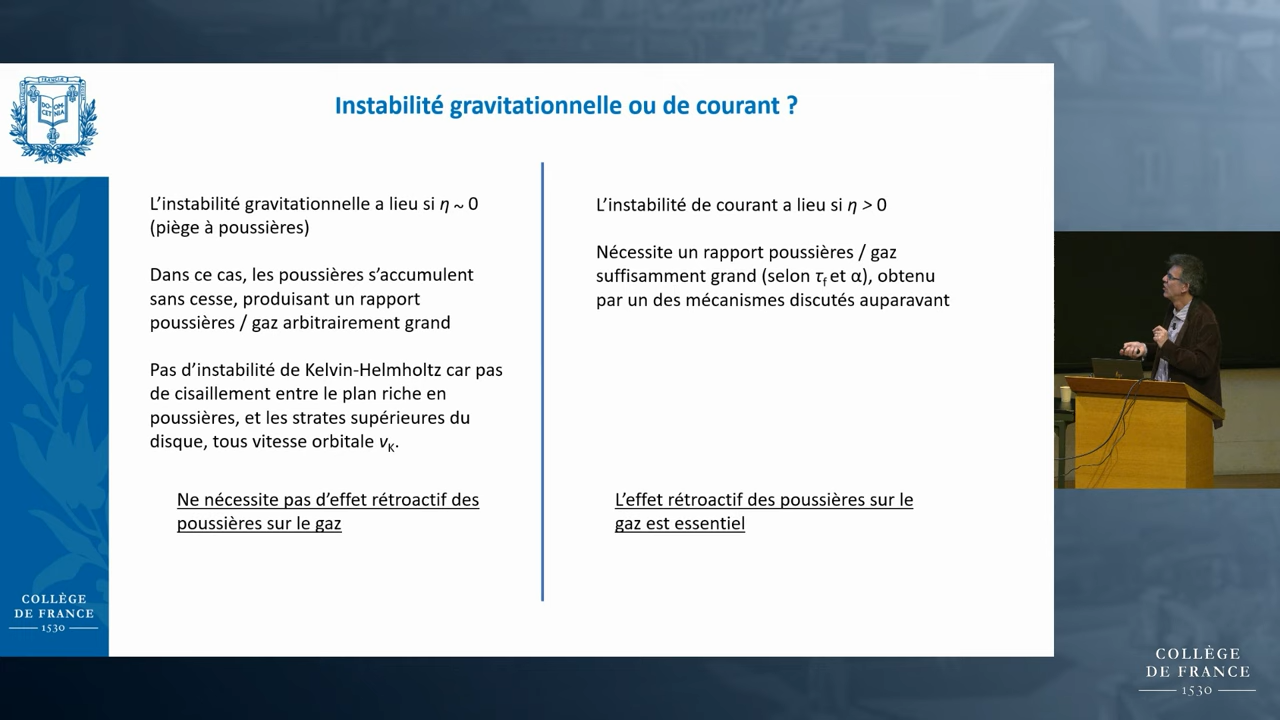 Instabilité gravitationnelle ou de courant ?
L’instabilité gravitationnelle a lieu si η ~ 0
(piège à poussières)
Dans ce cas, les poussières s’accumulent
sans cesse, produisant un rapport
poussières / gaz arbitrairement grand
Pas d’instabilité de Kelvin-Helmholtz car pas
de cisaillement entre le plan riche en
poussières, et les strates supérieures du
disque, tous vitesse orbitale vK.
Ne nécessite pas d’effet rétroactif des
poussières sur le gaz
L’instabilité de courant a lieu si η > 0
Nécessite un rapport poussières / gaz
suffisamment grand (selon τf et α), obtenu
par un des mécanismes discutés auparavant
L’effet rétroactif des poussières sur le
gaz est essentiel
COLLÈGE
DE FRANCE
1530
COLLÈGE
DE FRANCE
1530